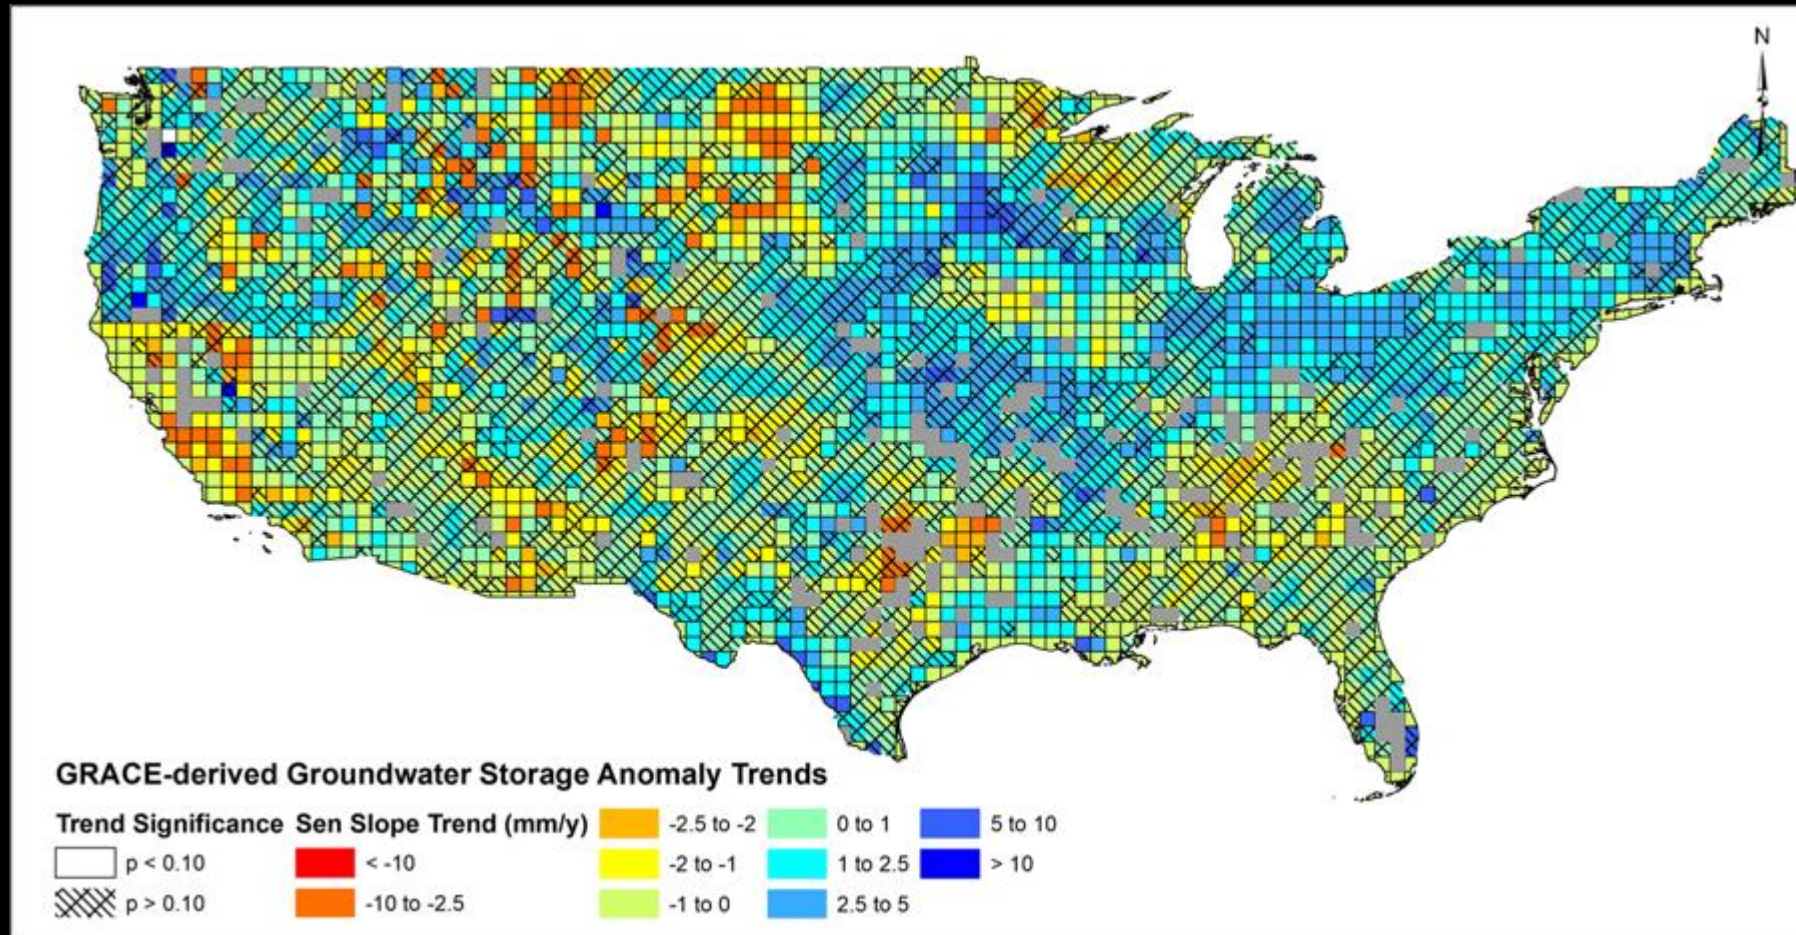 N
GRACE-derived Groundwater Storage Anomaly Trends
Trend Significance
p < 0.10
p > 0.10
Sen Slope Trend (mm/y)
< -10
-10 to -2.5
-2.5 to -2
-2 to -1
-1 to 0
0 to 1
1 to 2.5
2.5 to 5
5 to 10
> 10